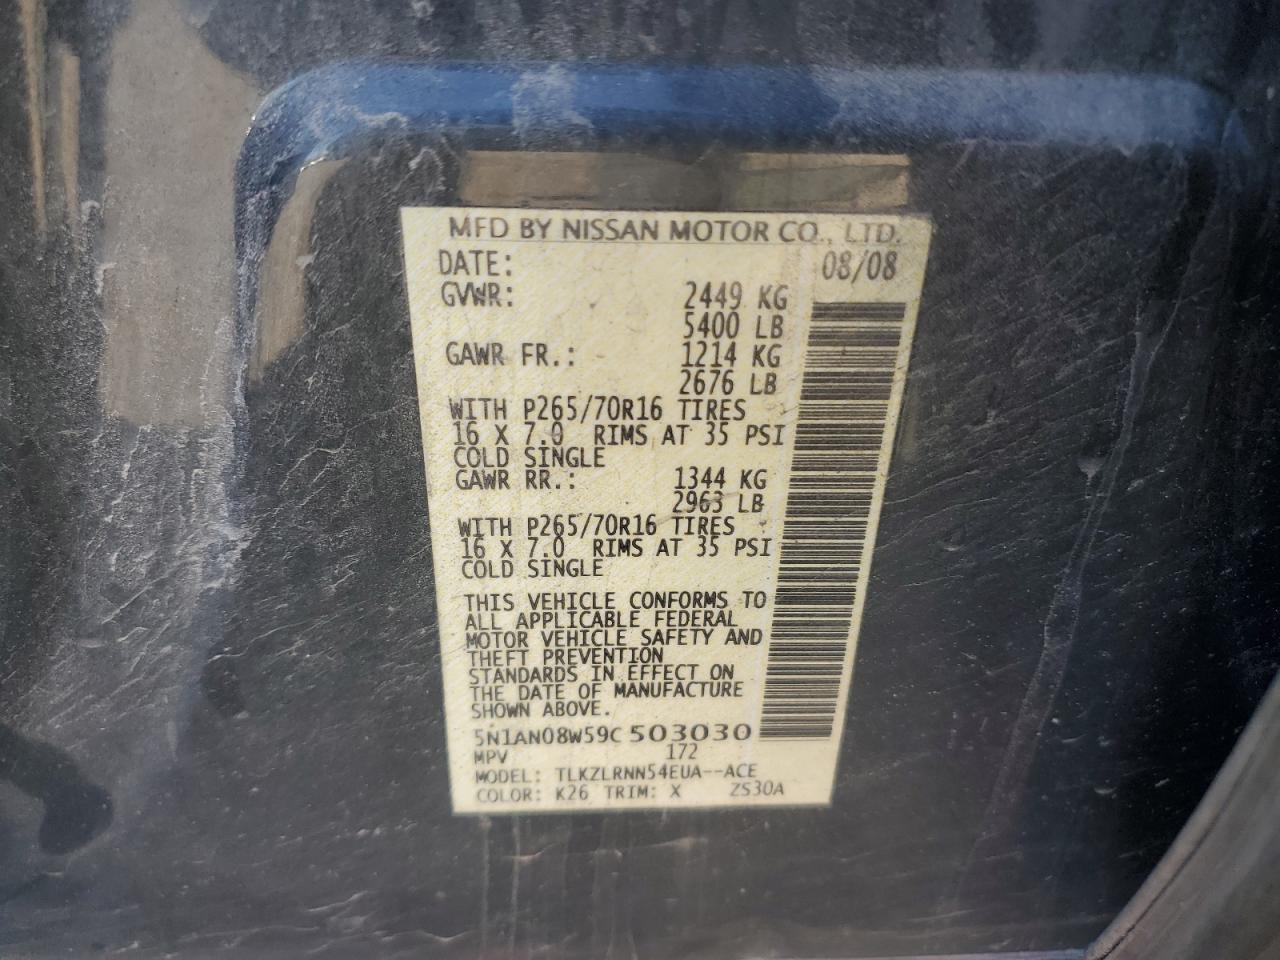 MFD BY NISSAN MOTOR CO., LTD.
DATE: 08/08
GVWR: 2449 KG
5400 LB
GAWR FR.: 1214 KG
2676 LB
WITH P265/70R16 TIRES
16 X 7.0 RIMS AT 35 PSI
COLD SINGLE
GAWR RR.: 1344 KG
2963 LB
WITH P265/70R16 TIRES
16 X 7.0 RIMS AT 35 PSI
COLD SINGLE
THIS VEHICLE CONFORMS TO
ALL APPLICABLE FEDERAL
MOTOR VEHICLE SAFETY AND
THEFT PREVENTION
STANDARDS IN EFFECT ON
THE DATE OF MANUFACTURE
SHOWN ABOVE.
5N1AN08W59C503030
MPV 172
MODEL: TLKZLRNN54EUA--ACE
COLOR: K26 TRIM: X ZS30A